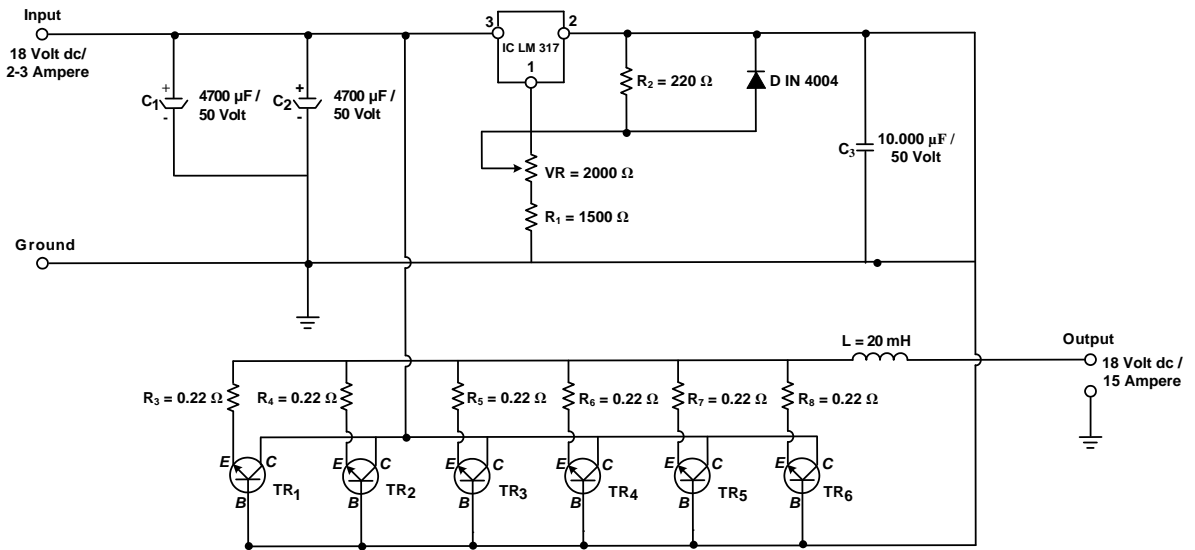 Input
18 Volt dc/
2-3 Ampere
+
C1
-
4700 µF /
50 Volt
+
C2
-
4700 µF /
50 Volt
3
2
IC LM 317
1
R2 = 220 Ω
D IN 4004
VR = 2000 Ω
R1 = 1500 Ω
C3
10.000 µF /
50 Volt
Ground
L = 20 mH
Output
18 Volt dc /
15 Ampere
R3 = 0.22 Ω
R4 = 0.22 Ω
R5 = 0.22 Ω
R6 = 0.22 Ω
R7 = 0.22 Ω
R8 = 0.22 Ω
E
C
B
TR1
E
C
B
TR2
E
C
B
TR3
E
C
B
TR4
E
C
B
TR5
E
C
B
TR6